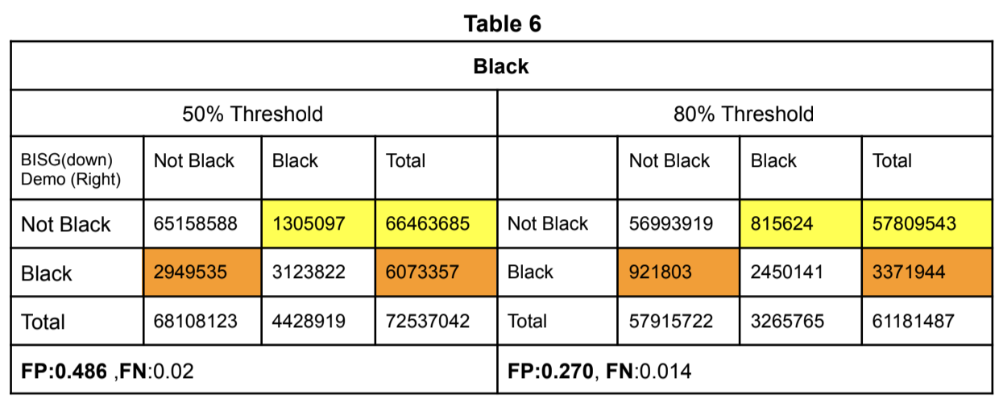 Table 6
Black
50% Threshold 80% Threshold
BISG(down)
Demo (Right) Not Black Black Total Not Black Black Total
Not Black 65158588 1305097 66463685 Not Black 56993919 815624 57809543
Black 2949535 3123822 6073357 Black 921803 2450141 3371944
Total 68108123 4428919 72537042 Total 57915722 3265765 61181487
FP:0.486 ,FN:0.02 FP:0.270, FN:0.014